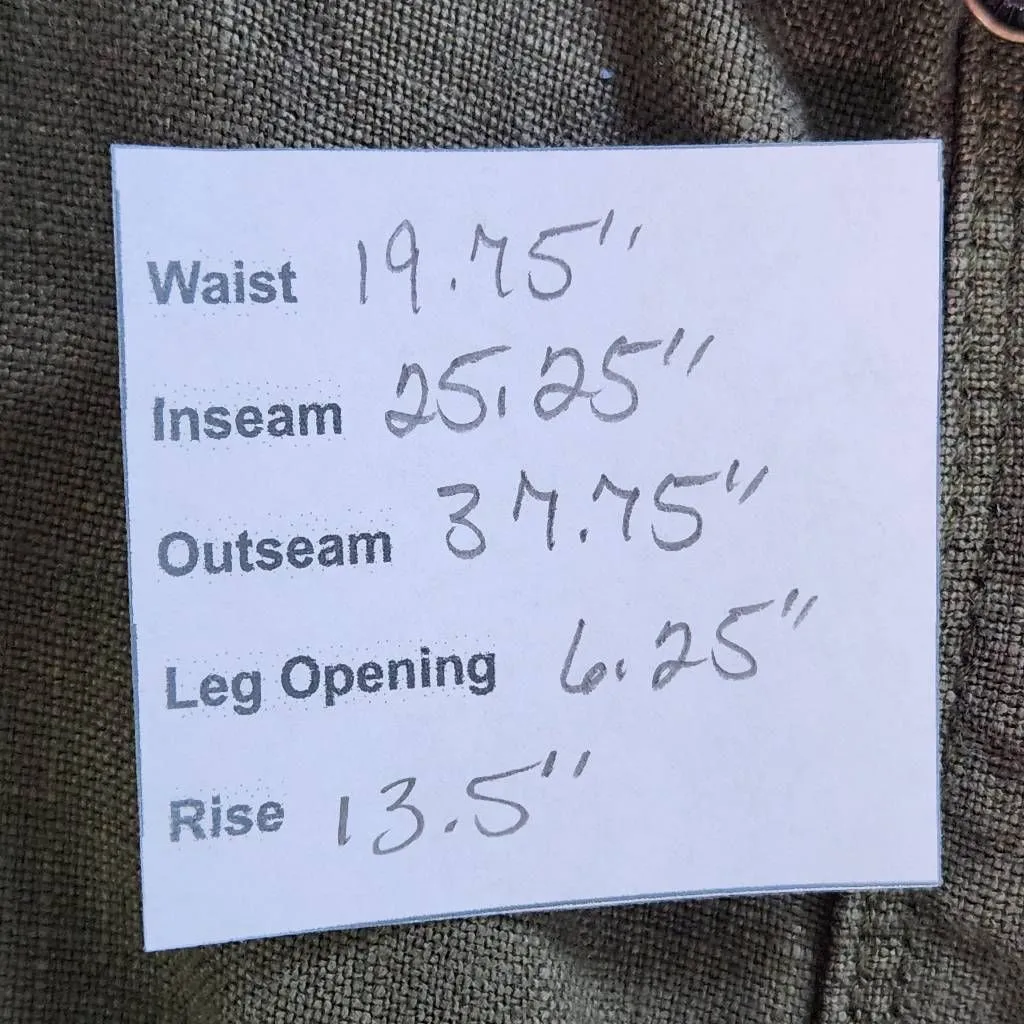 Waist 19.75"
Inseam 25.25"
Outseam 37.75"
Leg Opening 6.25"
Rise 13.5"